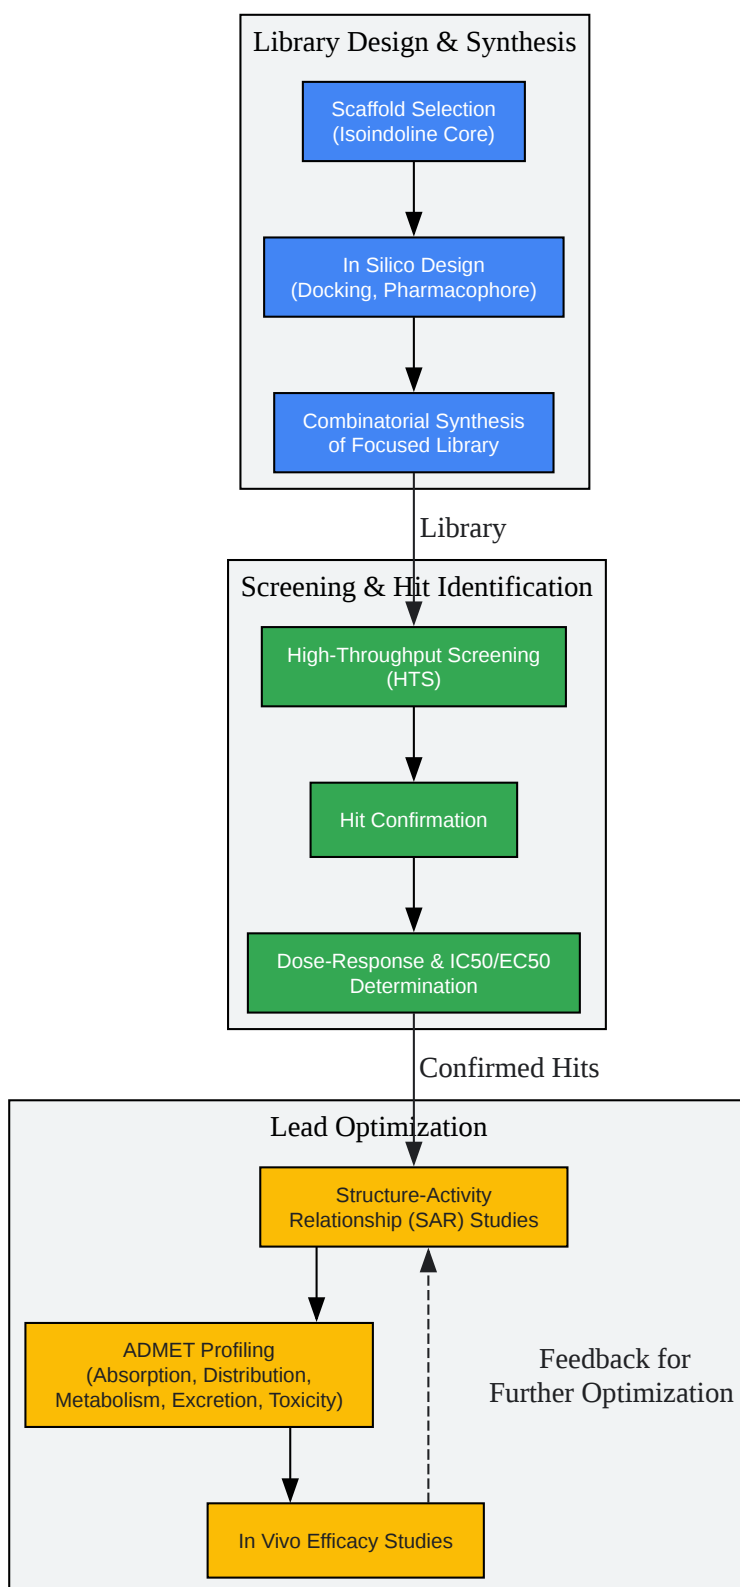 Library Design & Synthesis
Scaffold Selection
(Isoindoline Core)
In Silico Design
(Docking, Pharmacophore)
Combinatorial Synthesis
of Focused Library
Library
Screening & Hit Identification
High-Throughput Screening
(HTS)
Hit Confirmation
Dose-Response & IC50/EC50
Determination
Confirmed Hits
Lead Optimization
Structure-Activity
Relationship (SAR) Studies
ADMET Profiling
(Absorption, Distribution,
Metabolism, Excretion, Toxicity)
Feedback for
Further Optimization
In Vivo Efficacy Studies